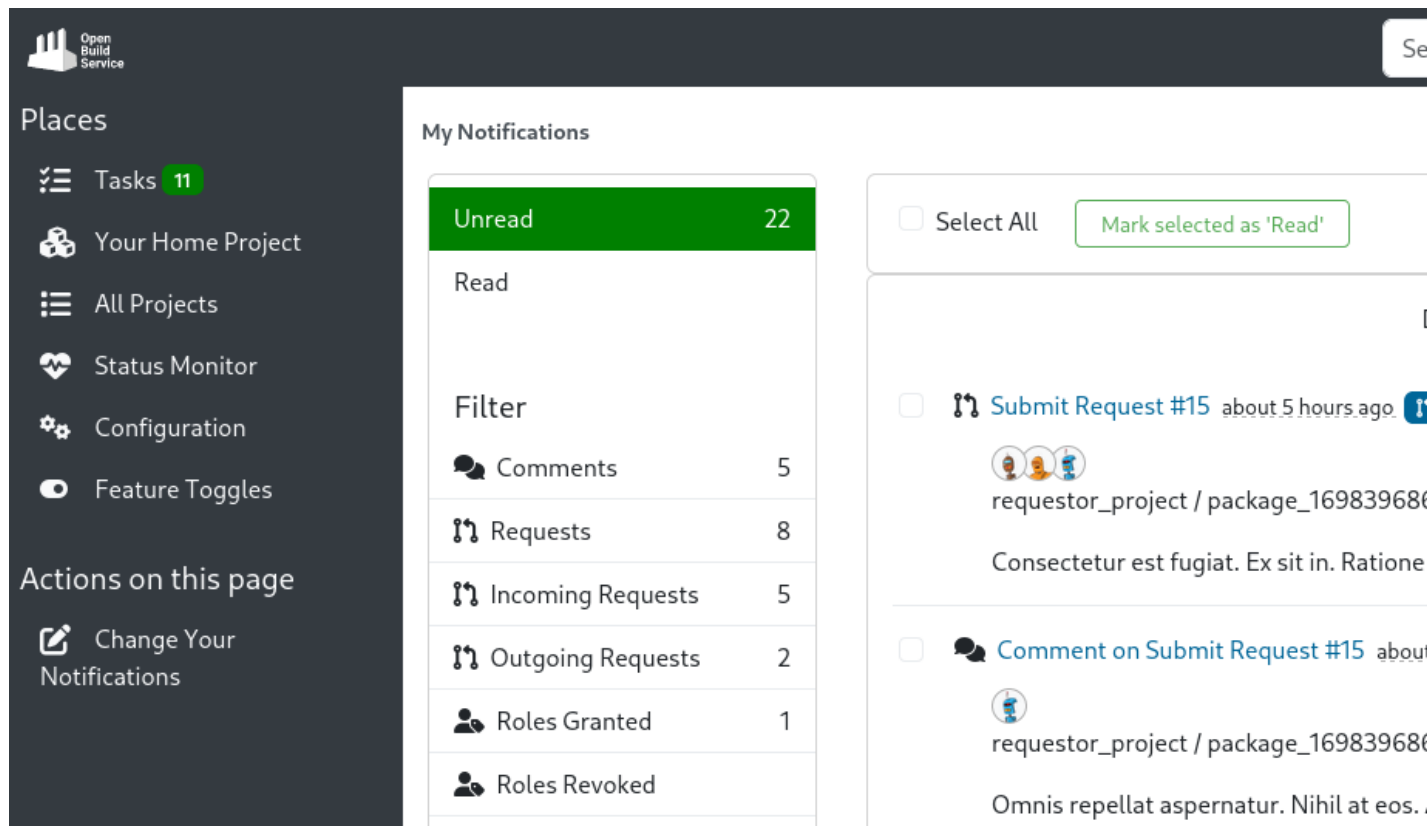 Open
Build
Service
Se
Places
Tasks 11
Your Home Project
All Projects
Status Monitor
Configuration
Feature Toggles
Actions on this page
Change Your
Notifications
My Notifications
Unread 22
Read
Filter
Comments 5
Requests 8
Incoming Requests 5
Outgoing Requests 2
Roles Granted 1
Roles Revoked
Select All Mark selected as 'Read'
Submit Request #15 about 5 hours ago
requestor_project / package_169839686
Consectetur est fugiat. Ex sit in. Ratione
Comment on Submit Request #15 about
requestor_project / package_169839686
Omnis repellat aspernatur. Nihil at eos.